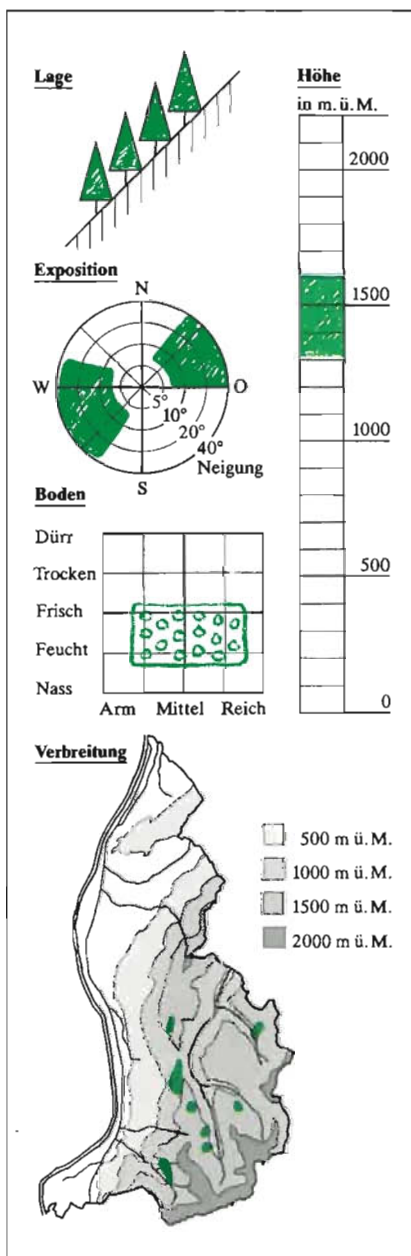 Lage
Höhe
in m. ü. M.
2000
1500
1000
500
0
Exposition
N
W
O
S
5°
10°
20°
40°
Neigung
Boden
Dürr
Trocken
Frisch
Feucht
Nass
Arm Mittel Reich
Verbreitung
500 m ü. M.
1000 m ü. M.
1500 m ü. M.
2000 m ü. M.